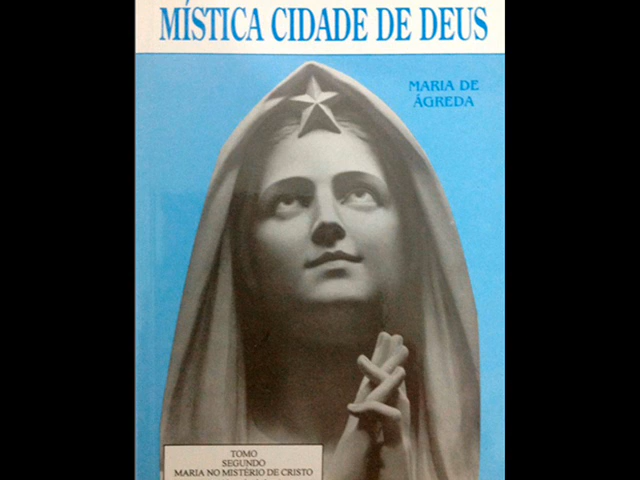 MÍSTICA CIDADE DE DEUS
MARIA DE
ÁGREDA
TOMO
SEGUNDO
MARIA NO MISTÉRIO DE CRISTO